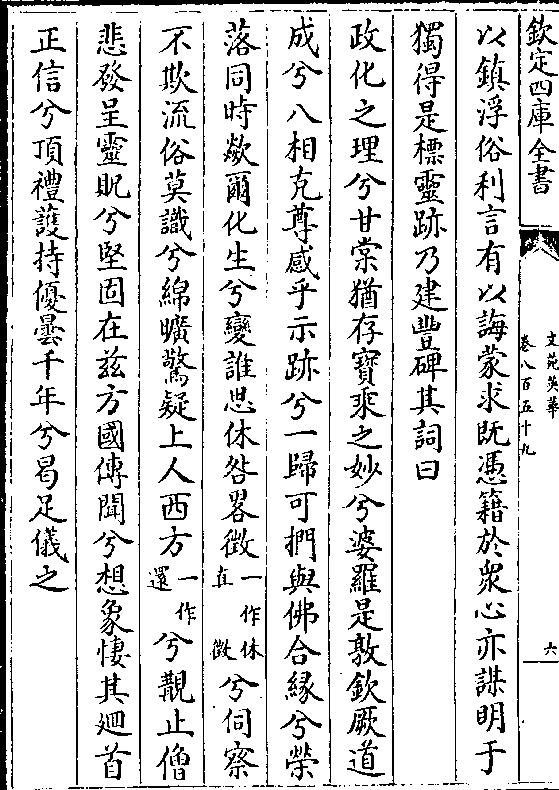 欽定四庫全書
文苑英華
卷八百五十九
六
以鎮浮俗利言有以誨蒙求既憑籍於衆心亦謀明于
獨得是標靈跡乃建豐碑其詞曰
政化之理兮甘棠猶存寶乘之妙兮婆羅是敦欽厥道
成兮八相克尊感乎示跡兮一歸可捫與佛合緣兮榮
落同時欻爾化生兮變誰思休咎畧徵一作休直徵兮伺察
不欺流俗莫識兮綿曠驚疑上人西方一作還兮覯止僧
悲發呈靈貺兮堅固在茲方國傳聞兮想象悽其廻首
正信兮頂禮護持優曇千年兮曷足儀之